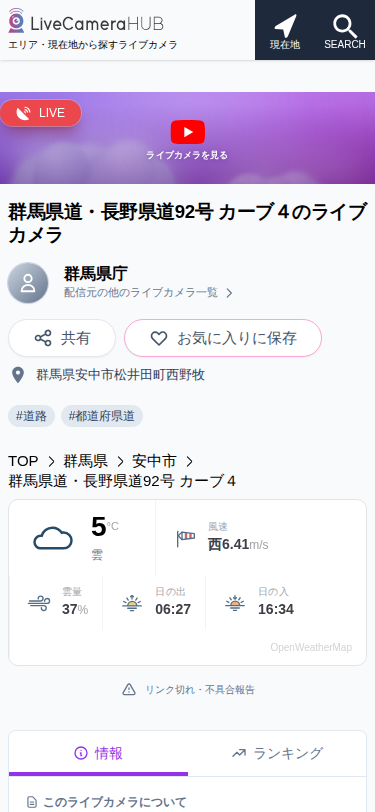 LiveCameraHUB
エリア・現在地から探すライブカメラ
現在地
SEARCH
LIVE
ライブカメラを見る
群馬県道・長野県道92号 カーブ４のライブ
カメラ
群馬県庁
配信元の他のライブカメラ一覧
共有
お気に入りに保存
群馬県安中市松井田町西野牧
#道路
#都道府県道
TOP 群馬県 安中市
群馬県道・長野県道92号 カーブ４
5°C
雲
風速
西6.41m/s
雲量
37%
日の出
06:27
日の入
16:34
OpenWeatherMap
リンク切れ・不具合報告
情報
ランキング
このライブカメラについて